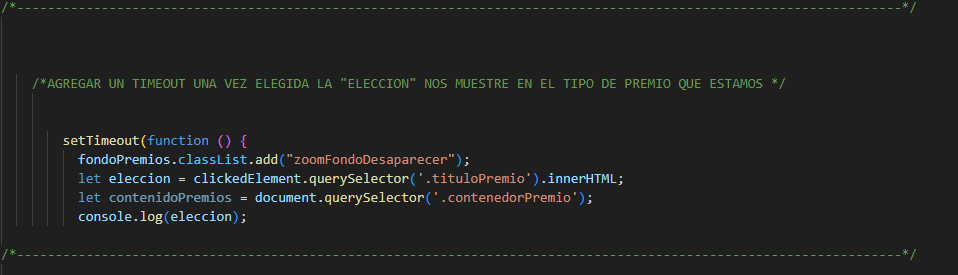 /*------------------------------------------------------------------------------------------------------------------*/
/*AGREGAR UN TIMEOUT UNA VEZ ELEGIDA LA "ELECCION" NOS MUESTRE EN EL TIPO DE PREMIO QUE ESTAMOS */
setTimeout(function () {
fondoPremios.classList.add("zoomFondoDesaparecer");
let eleccion = clickedElement.querySelector('.tituloPremio').innerHTML;
let contenidoPremios = document.querySelector('.contenedorPremio');
console.log(eleccion);
/*------------------------------------------------------------------------------------------------------------------*/